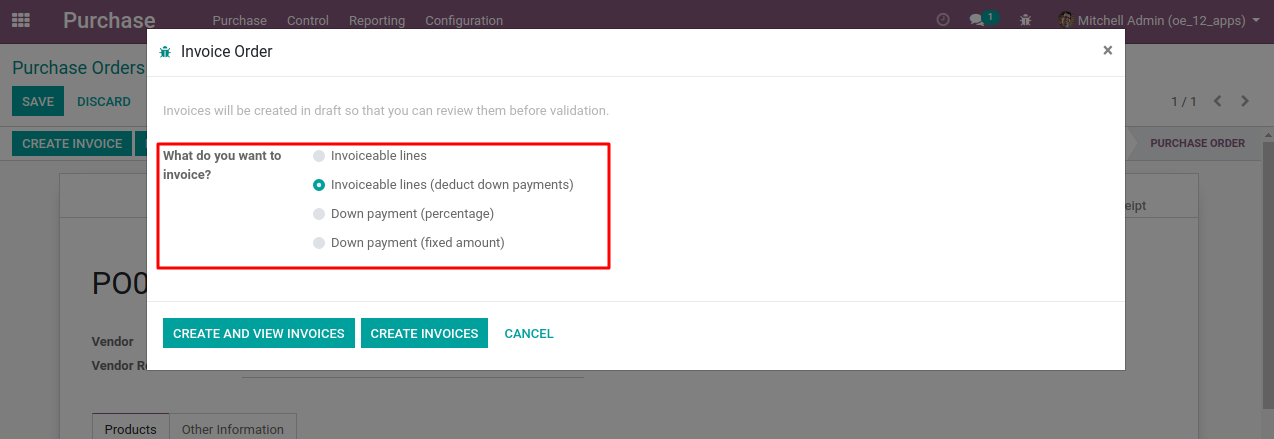 Purchase Purchase Control Reporting Configuration 1 Mitchell Admin (oe_12_apps)
Invoice Order ×
Purchase Orders
Invoices will be created in draft so that you can review them before validation.
SAVE DISCARD 1 / 1
CREATE INVOICE PURCHASE ORDER
What do you want to invoice?
Invoiceable lines
Invoiceable lines (deduct down payments)
Down payment (percentage)
Down payment (fixed amount)
PO0
CREATE AND VIEW INVOICES CREATE INVOICES CANCEL
Vendor
Vendor
Products Other Information